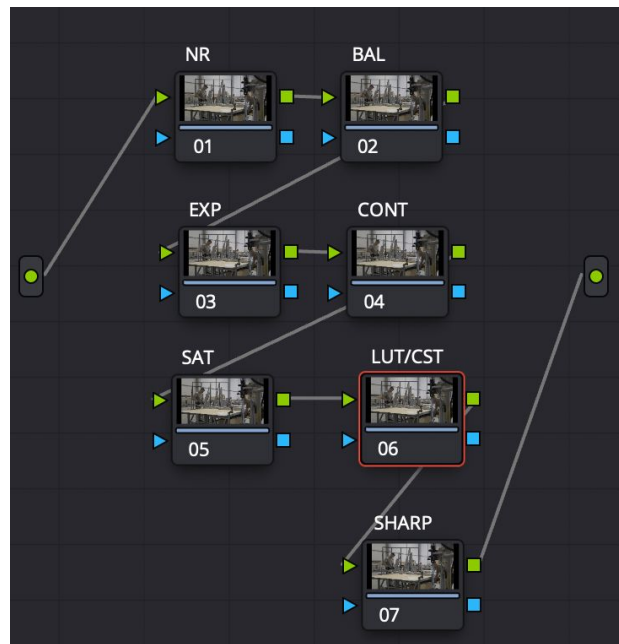 NR BAL
01 02
EXP CONT
03 04
SAT LUT/CST
05 06
SHARP
07